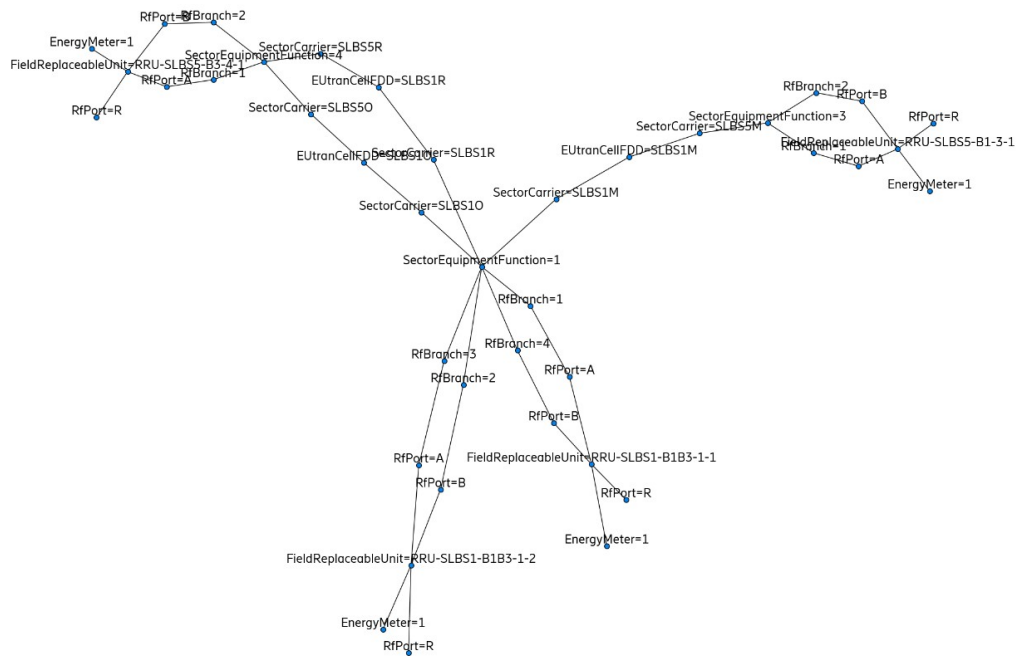 RfPort=B
RfBranch=2
EnergyMeter=1
SectorCarrier=SLBS5R
SectorEquipmentFunction=4
FieldReplaceableUnit=RRU-SLBS5-B3-4-1
RfBranch=1
RfPort=A
EUtranCellFDD=SLBS1R
RfPort=R
SectorCarrier=SLBS5O
RfBranch=2
RfPort=B
SectorEquipmentFunction=3
RfPort=R
SectorCarrier=SLBS5M
FieldReplaceableUnit=RRU-SLBS5-B1-3-1
RfBranch=1
EUtranCellFDD=SLBS1O
SectorCarrier=SLBS1R
EUtranCellFDD=SLBS1M
RfPort=A
EnergyMeter=1
SectorCarrier=SLBS1M
SectorCarrier=SLBS1O
SectorEquipmentFunction=1
RfBranch=1
RfBranch=4
RfBranch=3
RfPort=A
RfBranch=2
RfPort=B
RfPort=A
FieldReplaceableUnit=RRU-SLBS1-B1B3-1-1
RfPort=B
RfPort=R
EnergyMeter=1
FieldReplaceableUnit=RRU-SLBS1-B1B3-1-2
EnergyMeter=1
RfPort=R